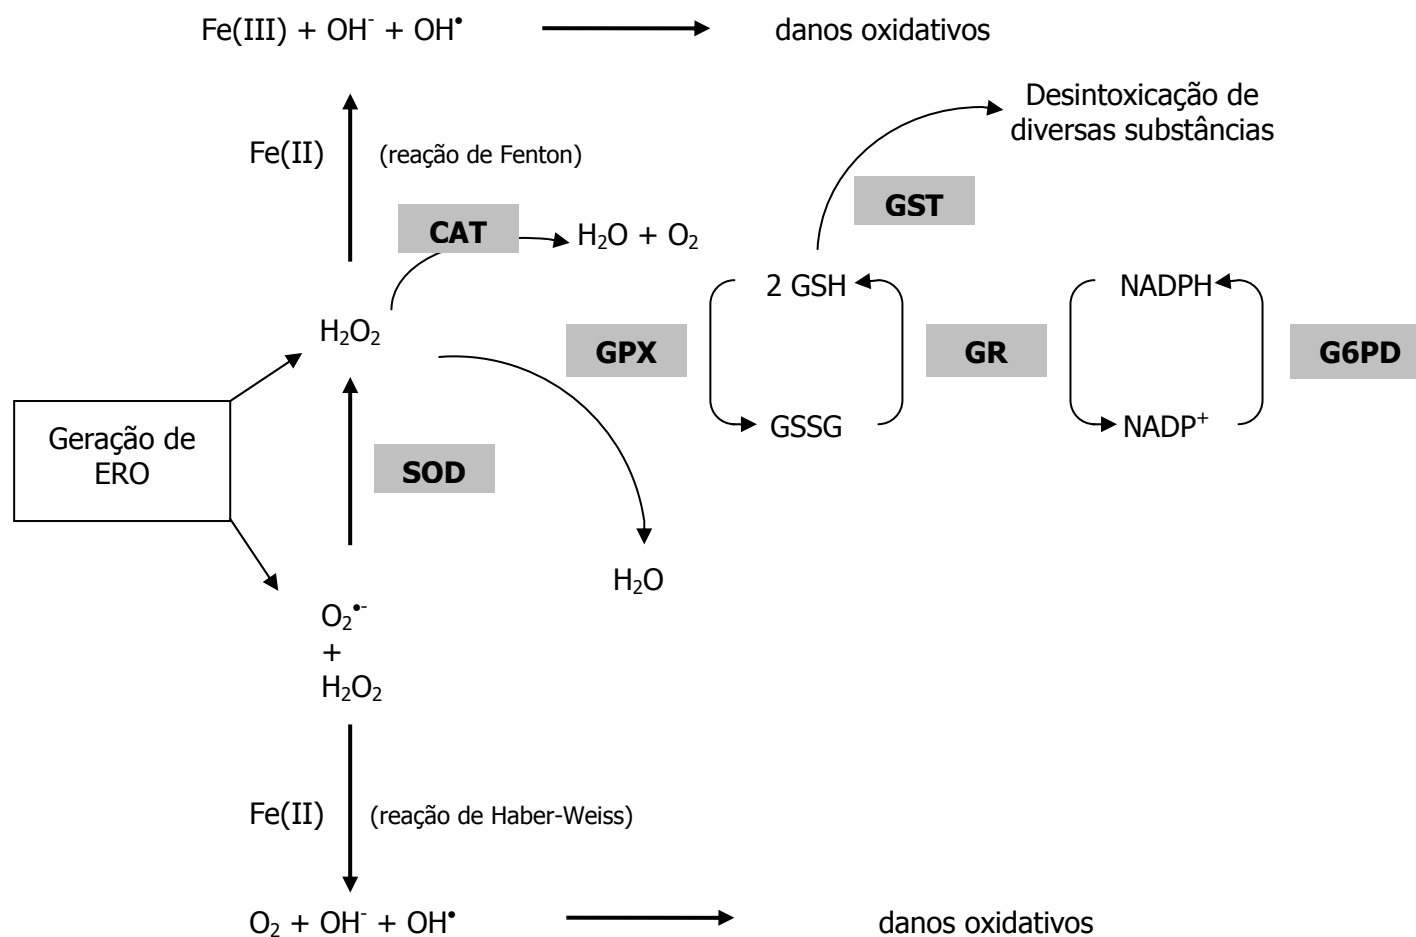 Fe(III) + OH⁻ + OH•
danos oxidativos
Desintoxicação de
diversas substâncias
Fe(II)
(reação de Fenton)
GST
CAT
H₂O + O₂
2 GSH
NADPH
H₂O₂
GPX
GR
G6PD
GSSG
NADP⁺
Geração de
ERO
SOD
H₂O
O₂•⁻
+
H₂O₂
Fe(II)
(reação de Haber-Weiss)
O₂ + OH⁻ + OH•
danos oxidativos